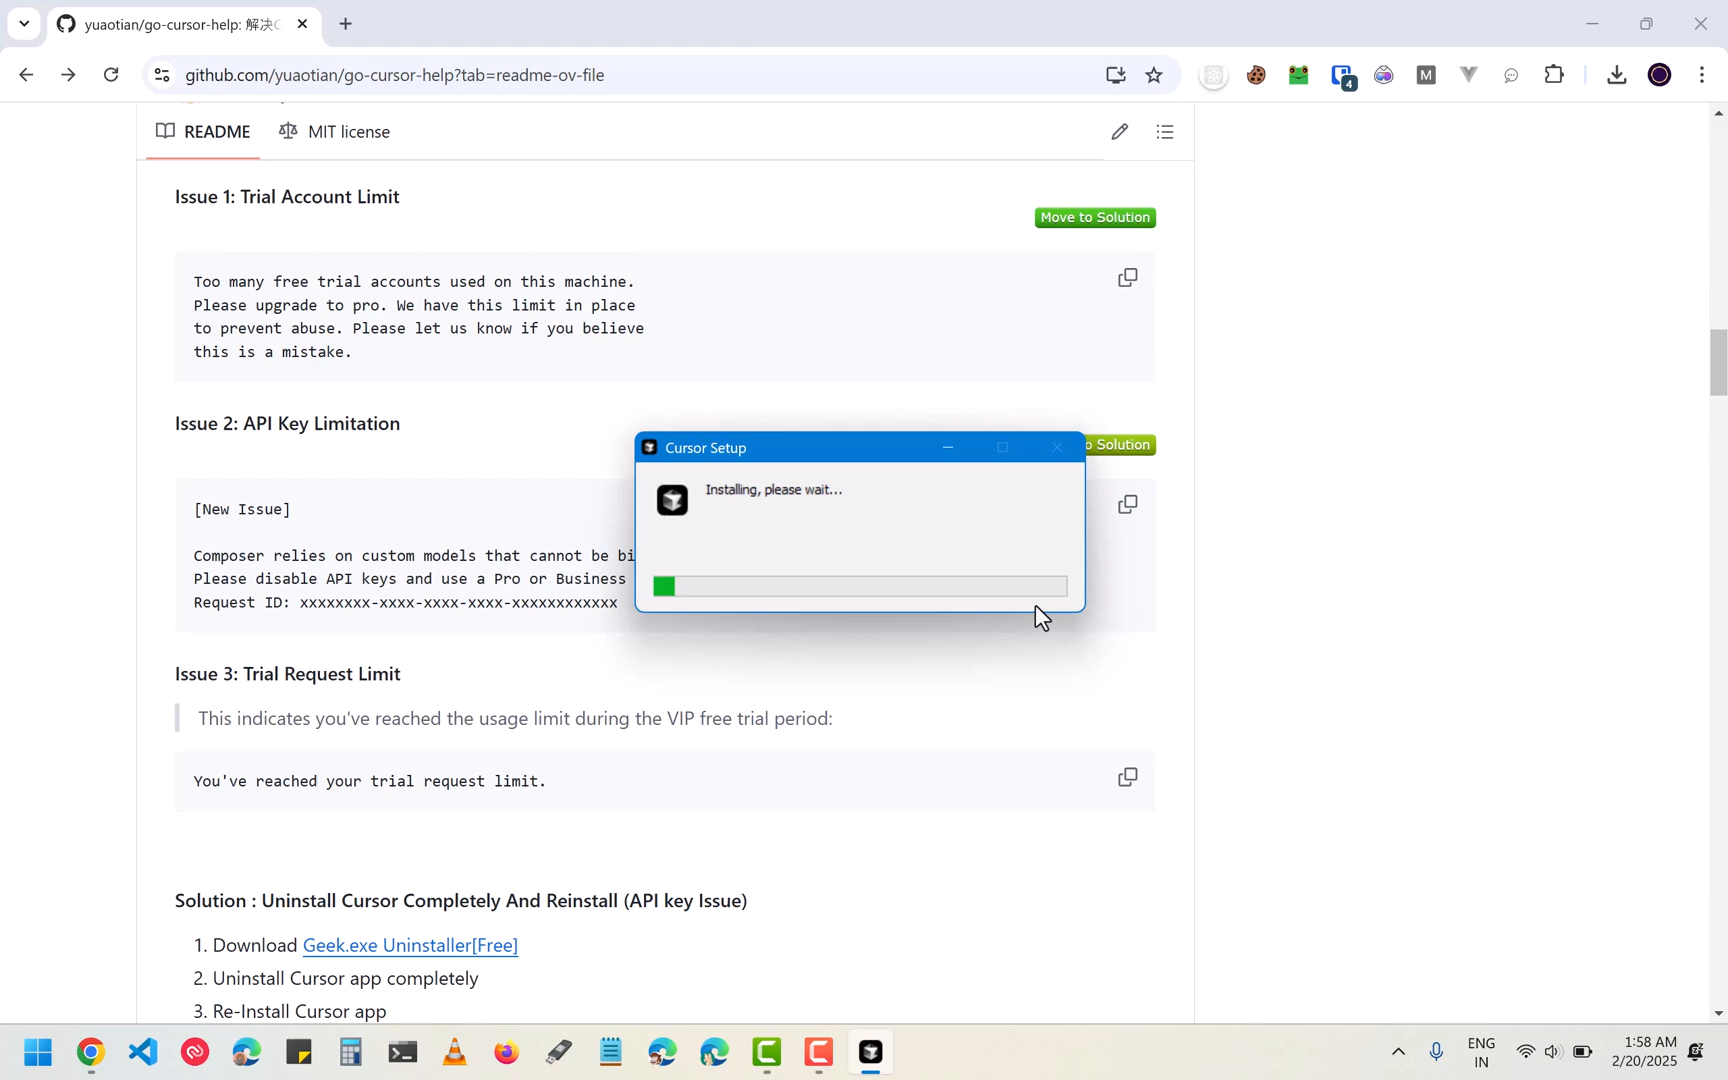 yuaotian/go-cursor-help: 解决C
github.com/yuaotian/go-cursor-help?tab=readme-ov-file
4
M
README
MIT license
Issue 1: Trial Account Limit
Move to Solution
Too many free trial accounts used on this machine.
Please upgrade to pro. We have this limit in place
to prevent abuse. Please let us know if you believe
this is a mistake.
Issue 2: API Key Limitation
o Solution
Cursor Setup
Installing, please wait...
[New Issue]
Composer relies on custom models that cannot be bi
Please disable API keys and use a Pro or Business
Request ID: xxxxxxxx-xxxx-xxxx-xxxx-xxxxxxxxxxxx
Issue 3: Trial Request Limit
This indicates you've reached the usage limit during the VIP free trial period:
You've reached your trial request limit.
Solution : Uninstall Cursor Completely And Reinstall (API key Issue)
1. Download Geek.exe Uninstaller[Free]
2. Uninstall Cursor app completely
3. Re-Install Cursor app
ENG
IN
1:58 AM
2/20/2025